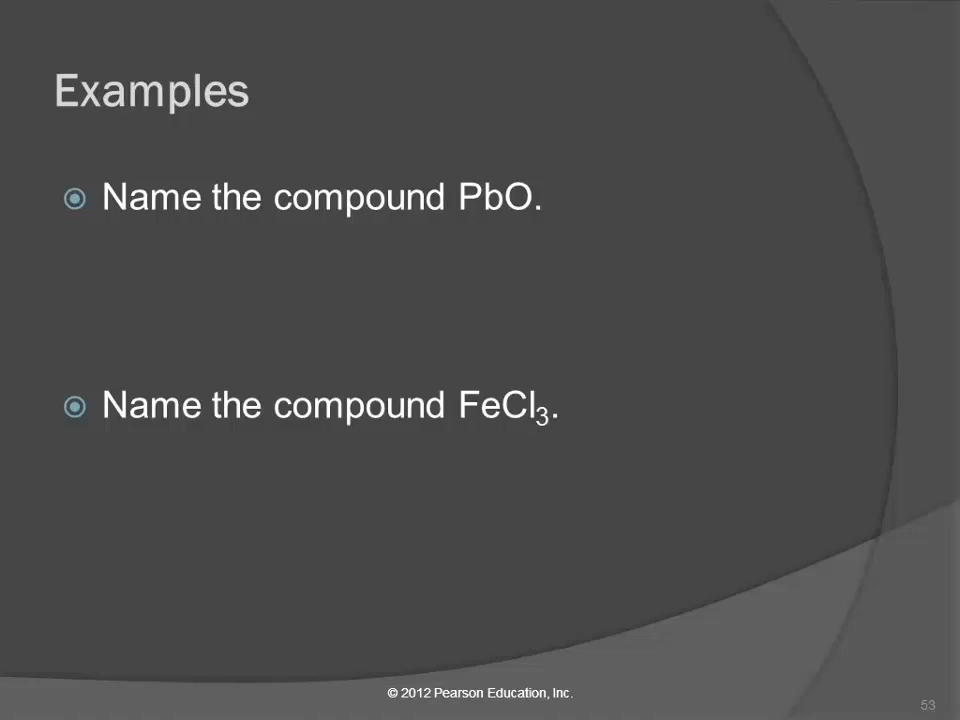 Examples
Name the compound PbO.
Name the compound FeCl₃.
© 2012 Pearson Education, Inc.
53